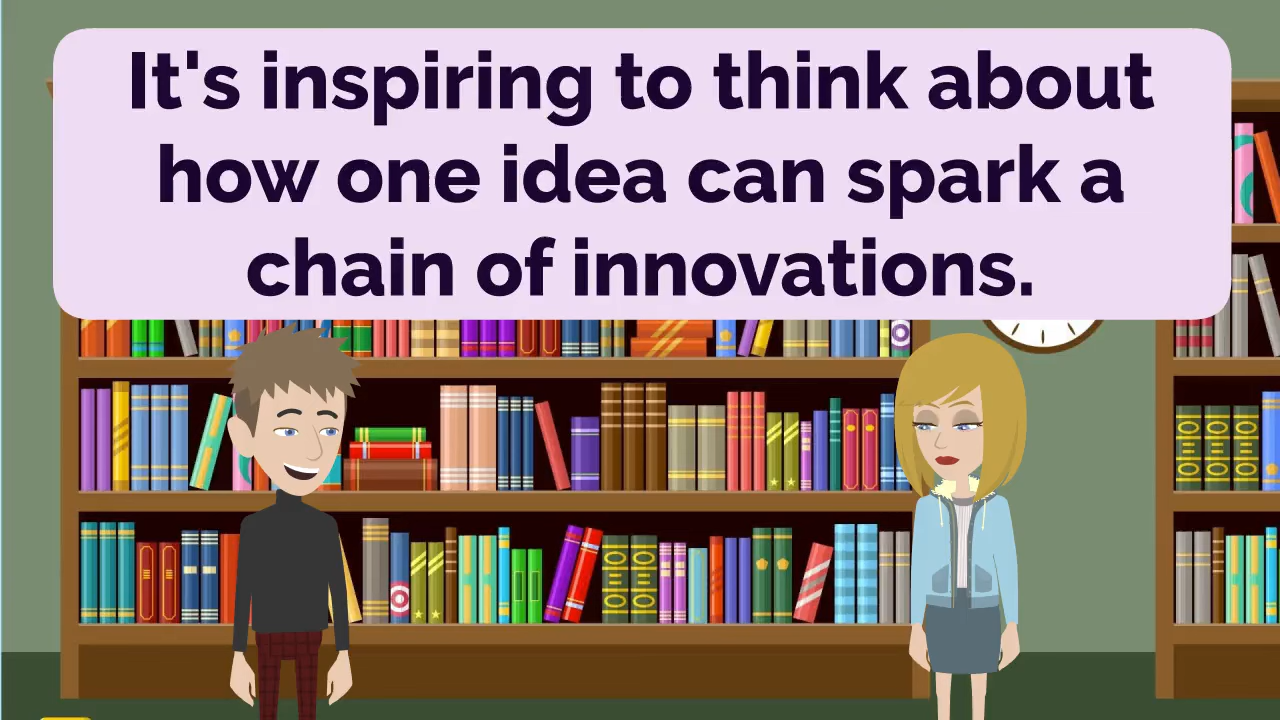 It's inspiring to think about
how one idea can spark a
chain of innovations.